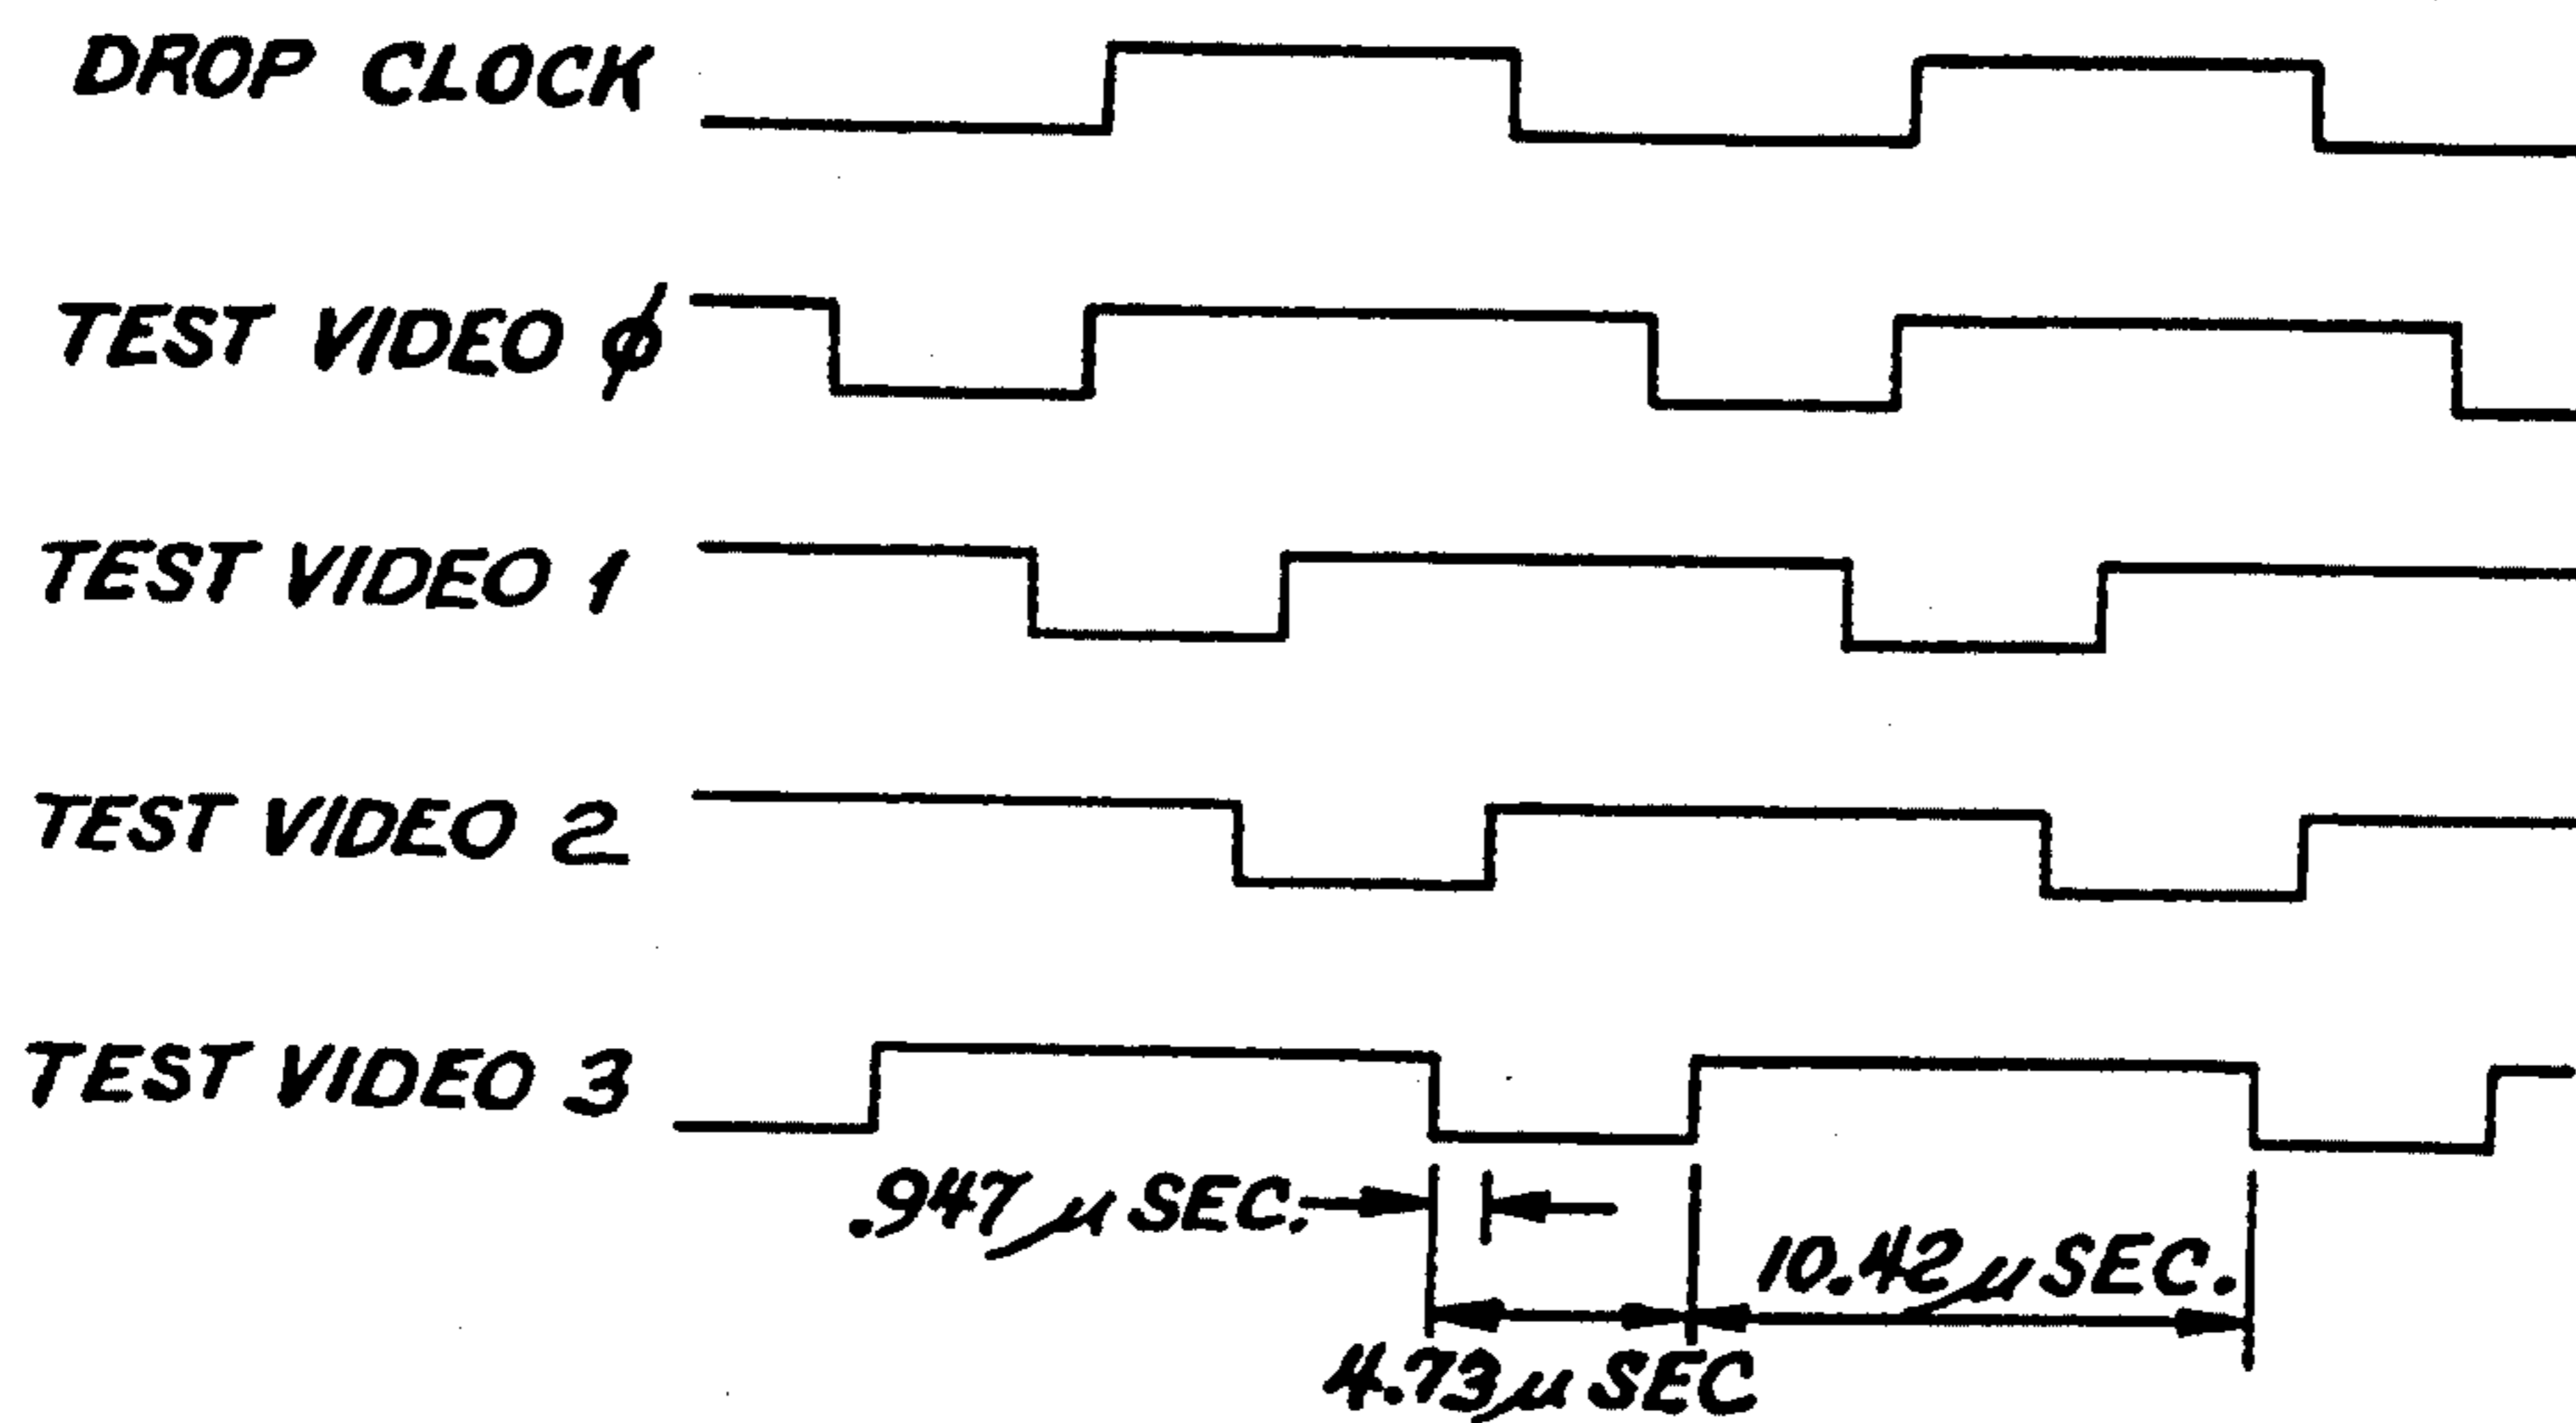 DROP CLOCK
TEST VIDEO ϕ
TEST VIDEO 1
TEST VIDEO 2
TEST VIDEO 3
.947 μ SEC.
10.42 μ SEC.
4.73 μ SEC